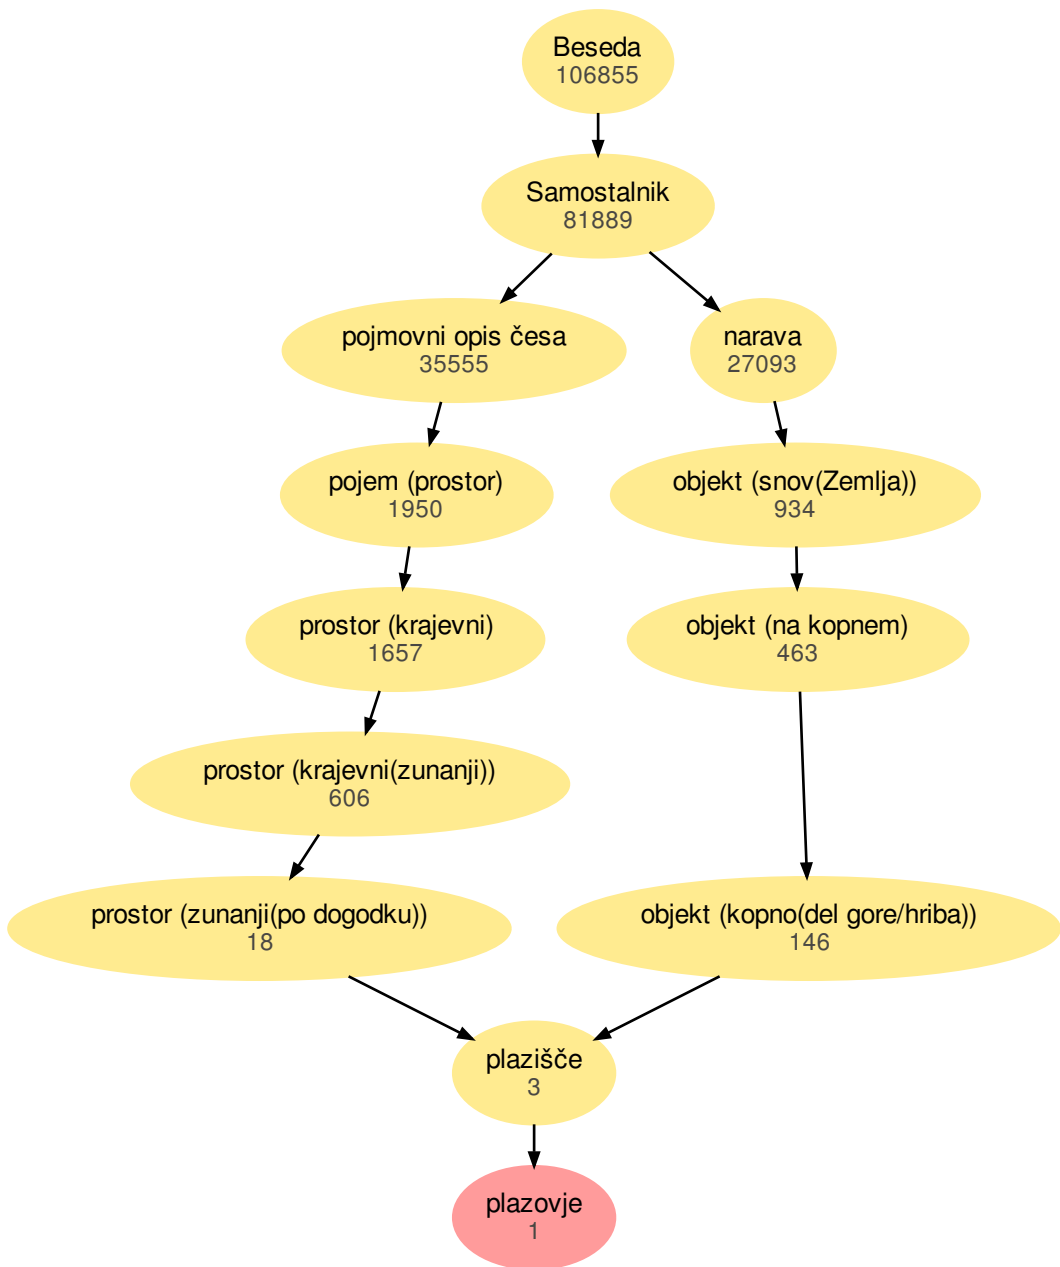 Beseda
106855
Samostalnik
81889
pojmovni opis česa
35555
narava
27093
pojem (prostor)
1950
objekt (snov(Zemlja))
934
prostor (krajevni)
1657
objekt (na kopnem)
463
prostor (krajevni(zunanji))
606
prostor (zunanji(po dogodku))
18
objekt (kopno(del gore/hriba))
146
plazišče
3
plazovje
1